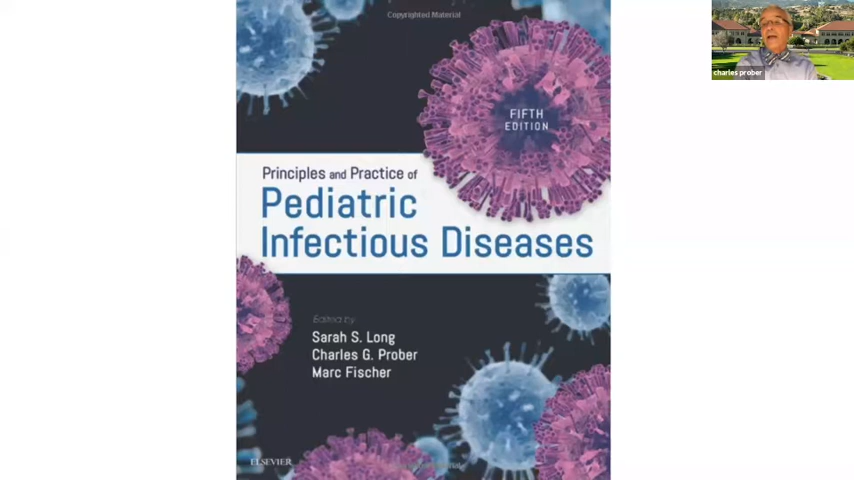 Copyrighted Material
charles prober
FIFTH
EDITION
Principles and Practice of
Pediatric
Infectious Diseases
Edited by
Sarah S. Long
Charles G. Prober
Marc Fischer
ELSEVIER